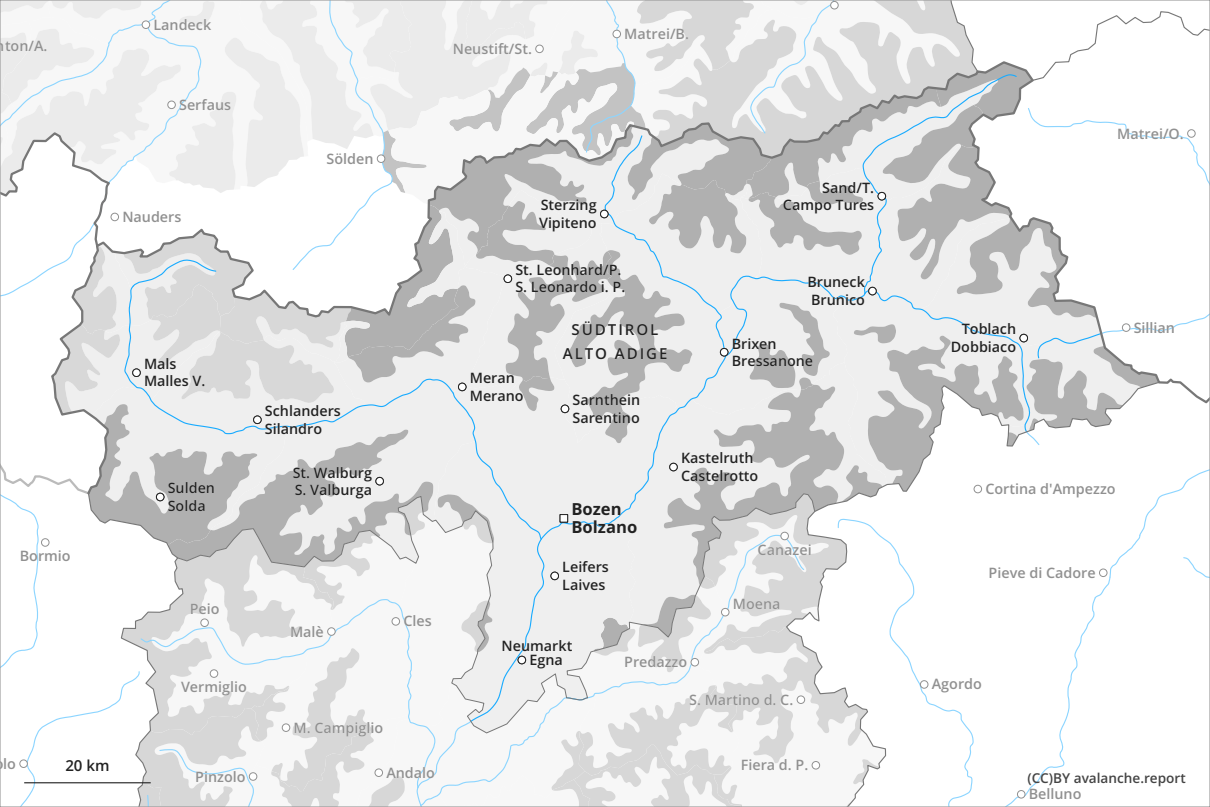 Landeck
Neustift/St.
Matrei/B.
nton/A.
Serfaus
Matrei/O.
Sölden
Sand/T.
Campo Tures
Sterzing
Vipiteno
Nauders
St. Leonhard/P.
S. Leonardo i. P.
Bruneck
Brunico
SÜDTIROL
ALTO ADIGE
Toblach
Dobbiaco
Sillian
Brixen
Bressanone
Mals
Malles V.
Meran
Merano
Sarnthein
Sarentino
Schlanders
Silandro
Kastelruth
Castelrotto
St. Walburg
S. Valburga
Sulden
Solda
Cortina d'Ampezzo
Bozen
Bolzano
Bormio
Canazei
Leifers
Laives
Pieve di Cadore
Peio
Moena
Malè
Cles
Neumarkt
Egna
Predazzo
Vermiglio
Agordo
S. Martino d. C.
M. Campiglio
olo
20 km
Pinzolo
Andalo
Fiera d. P.
(CC)BY avalanche.report
Belluno